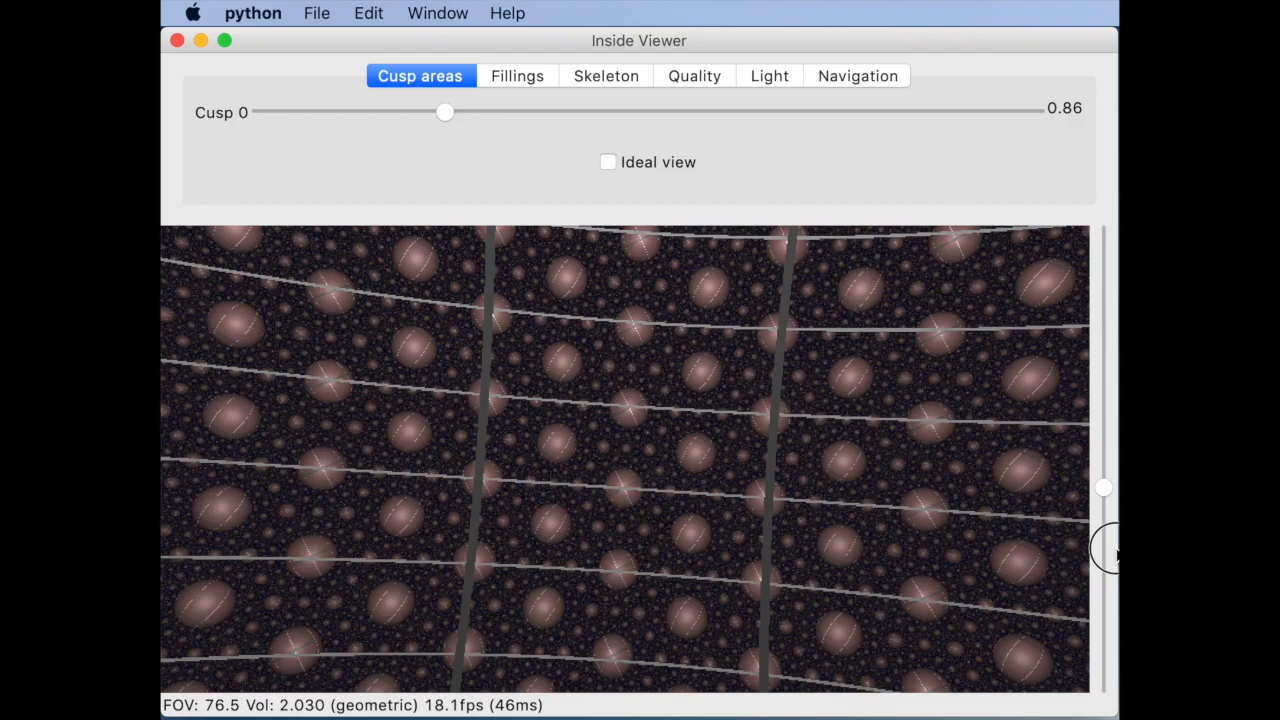 python File Edit Window Help
Inside Viewer
Cusp areas Fillings Skeleton Quality Light Navigation
Cusp 0 0.86
Ideal view
FOV: 76.5 Vol: 2.030 (geometric) 18.1fps (46ms)